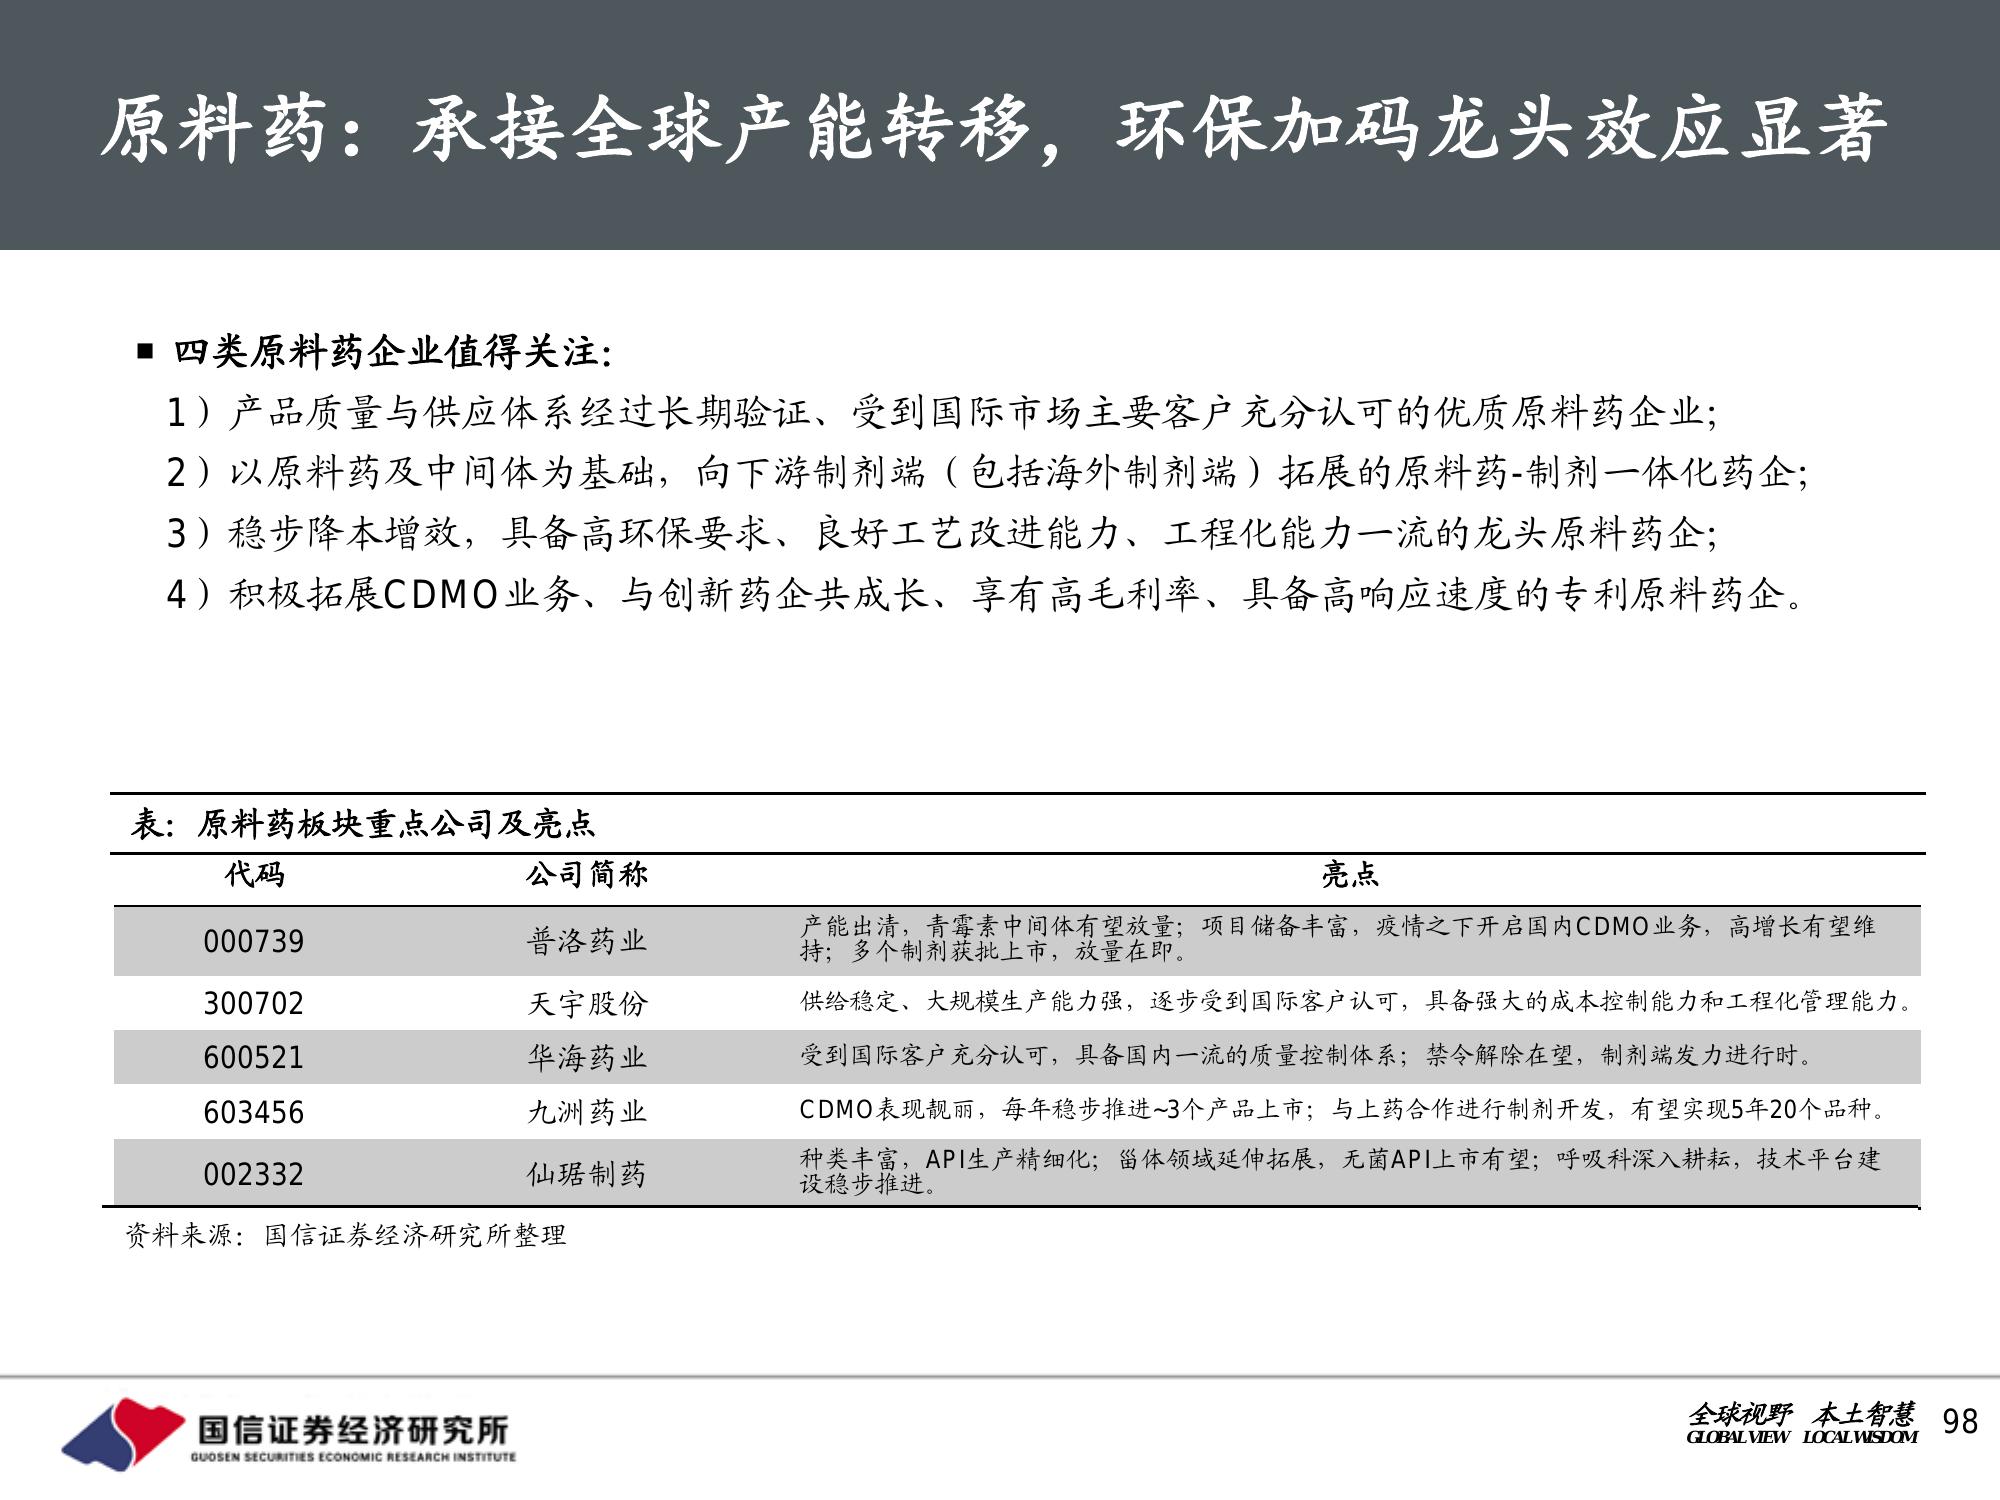 原料药：承接全球产能转移，环保加码龙头效应显著
■ 四类原料药企业值得关注：
1）产品质量与供应体系经过长期验证、受到国际市场主要客户充分认可的优质原料药企业；
2）以原料药及中间体为基础，向下游制剂端（包括海外制剂端）拓展的原料药-制剂一体化药企；
3）稳步降本增效，具备高环保要求、良好工艺改进能力、工程化能力一流的龙头原料药企；
4）积极拓展CDMO业务、与创新药企共成长、享有高毛利率、具备高响应速度的专利原料药企。
表：原料药板块重点公司及亮点
代码 公司简称 亮点
000739 普洛药业 产能出清，青霉素中间体有望放量；项目储备丰富，疫情之下开启国内CDMO业务，高增长有望维
持；多个制剂获批上市，放量在即。
300702 天宇股份 供给稳定、大规模生产能力强，逐步受到国际客户认可，具备强大的成本控制能力和工程化管理能力。
600521 华海药业 受到国际客户充分认可，具备国内一流的质量控制体系；禁令解除在望，制剂端发力进行时。
603456 九洲药业 CDMO表现靓丽，每年稳步推进~3个产品上市；与上药合作进行制剂开发，有望实现5年20个品种。
002332 仙琚制药 种类丰富，API生产精细化；甾体领域延伸拓展，无菌API上市有望；呼吸科深入耕耘，技术平台建
设稳步推进。
资料来源：国信证券经济研究所整理
国信证券经济研究所
GUOSEN SECURITIES ECONOMIC RESEARCH INSTITUTE
全球视野 本土智慧
GLOBAL VIEW LOCAL WISDOM
98